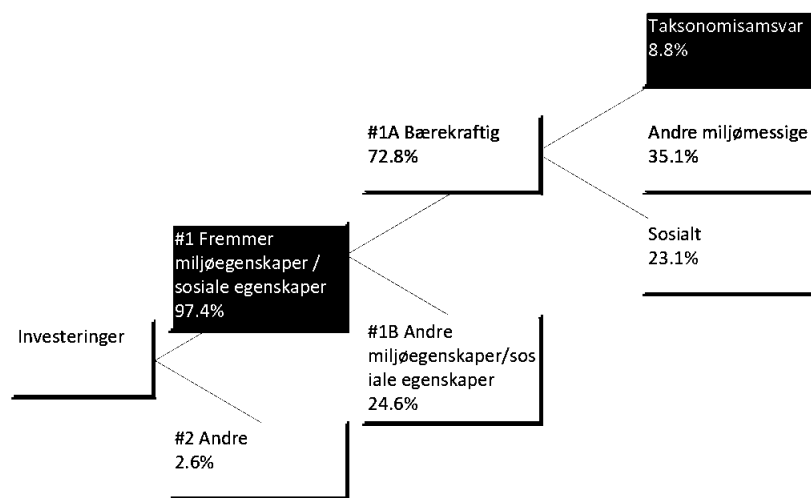 Investeringer
#1 Fremmer
miljøegenskaper /
sosiale egenskaper
97.4%
#2 Andre
2.6%
#1A Bærekraftig
72.8%
#1B Andre
miljøegenskaper/sos
iale egenskaper
24.6%
Taksonomisamsvar
8.8%
Andre miljømessige
35.1%
Sosialt
23.1%